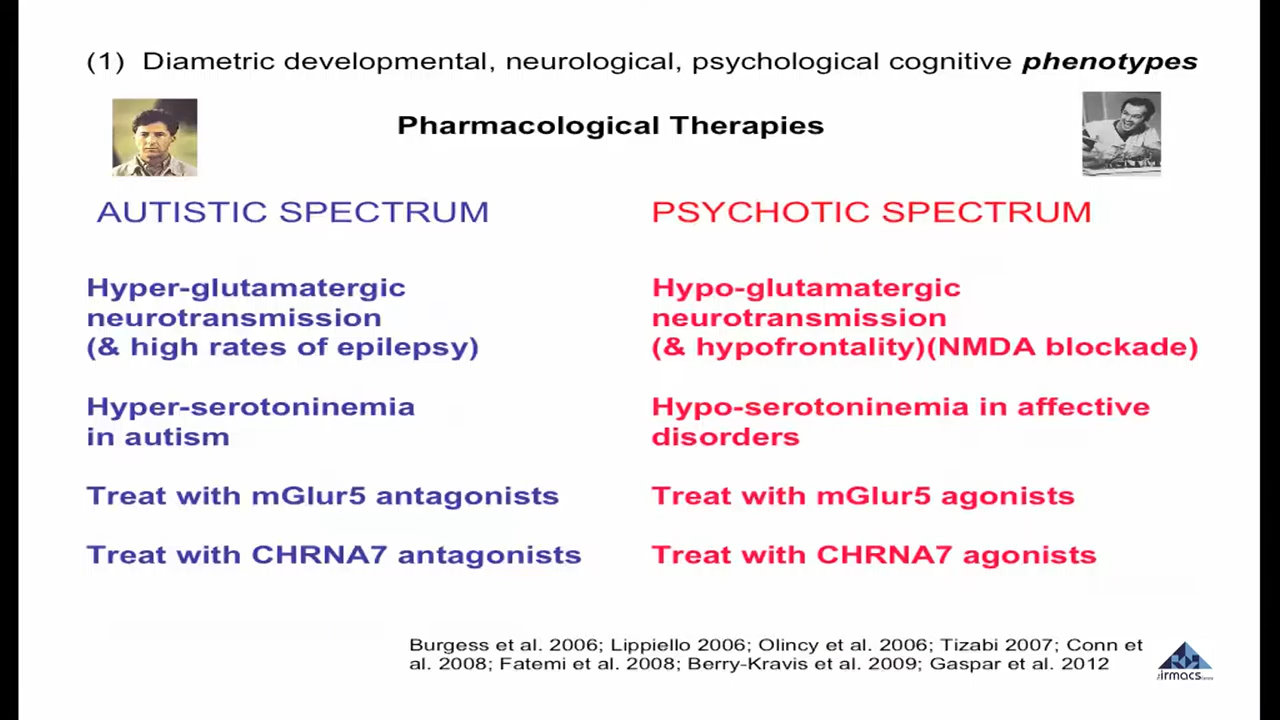 (1) Diametric developmental, neurological, psychological cognitive phenotypes
Pharmacological Therapies
AUTISTIC SPECTRUM
Hyper-glutamatergic
neurotransmission
(& high rates of epilepsy)
Hyper-serotoninemia
in autism
Treat with mGlur5 antagonists
Treat with CHRNA7 antagonists
PSYCHOTIC SPECTRUM
Hypo-glutamatergic
neurotransmission
(& hypofrontality)(NMDA blockade)
Hypo-serotoninemia in affective
disorders
Treat with mGlur5 agonists
Treat with CHRNA7 agonists
Burgess et al. 2006; Lippiello 2006; Olincy et al. 2006; Tizabi 2007; Conn et
al. 2008; Fatemi et al. 2008; Berry-Kravis et al. 2009; Gaspar et al. 2012
irmacs